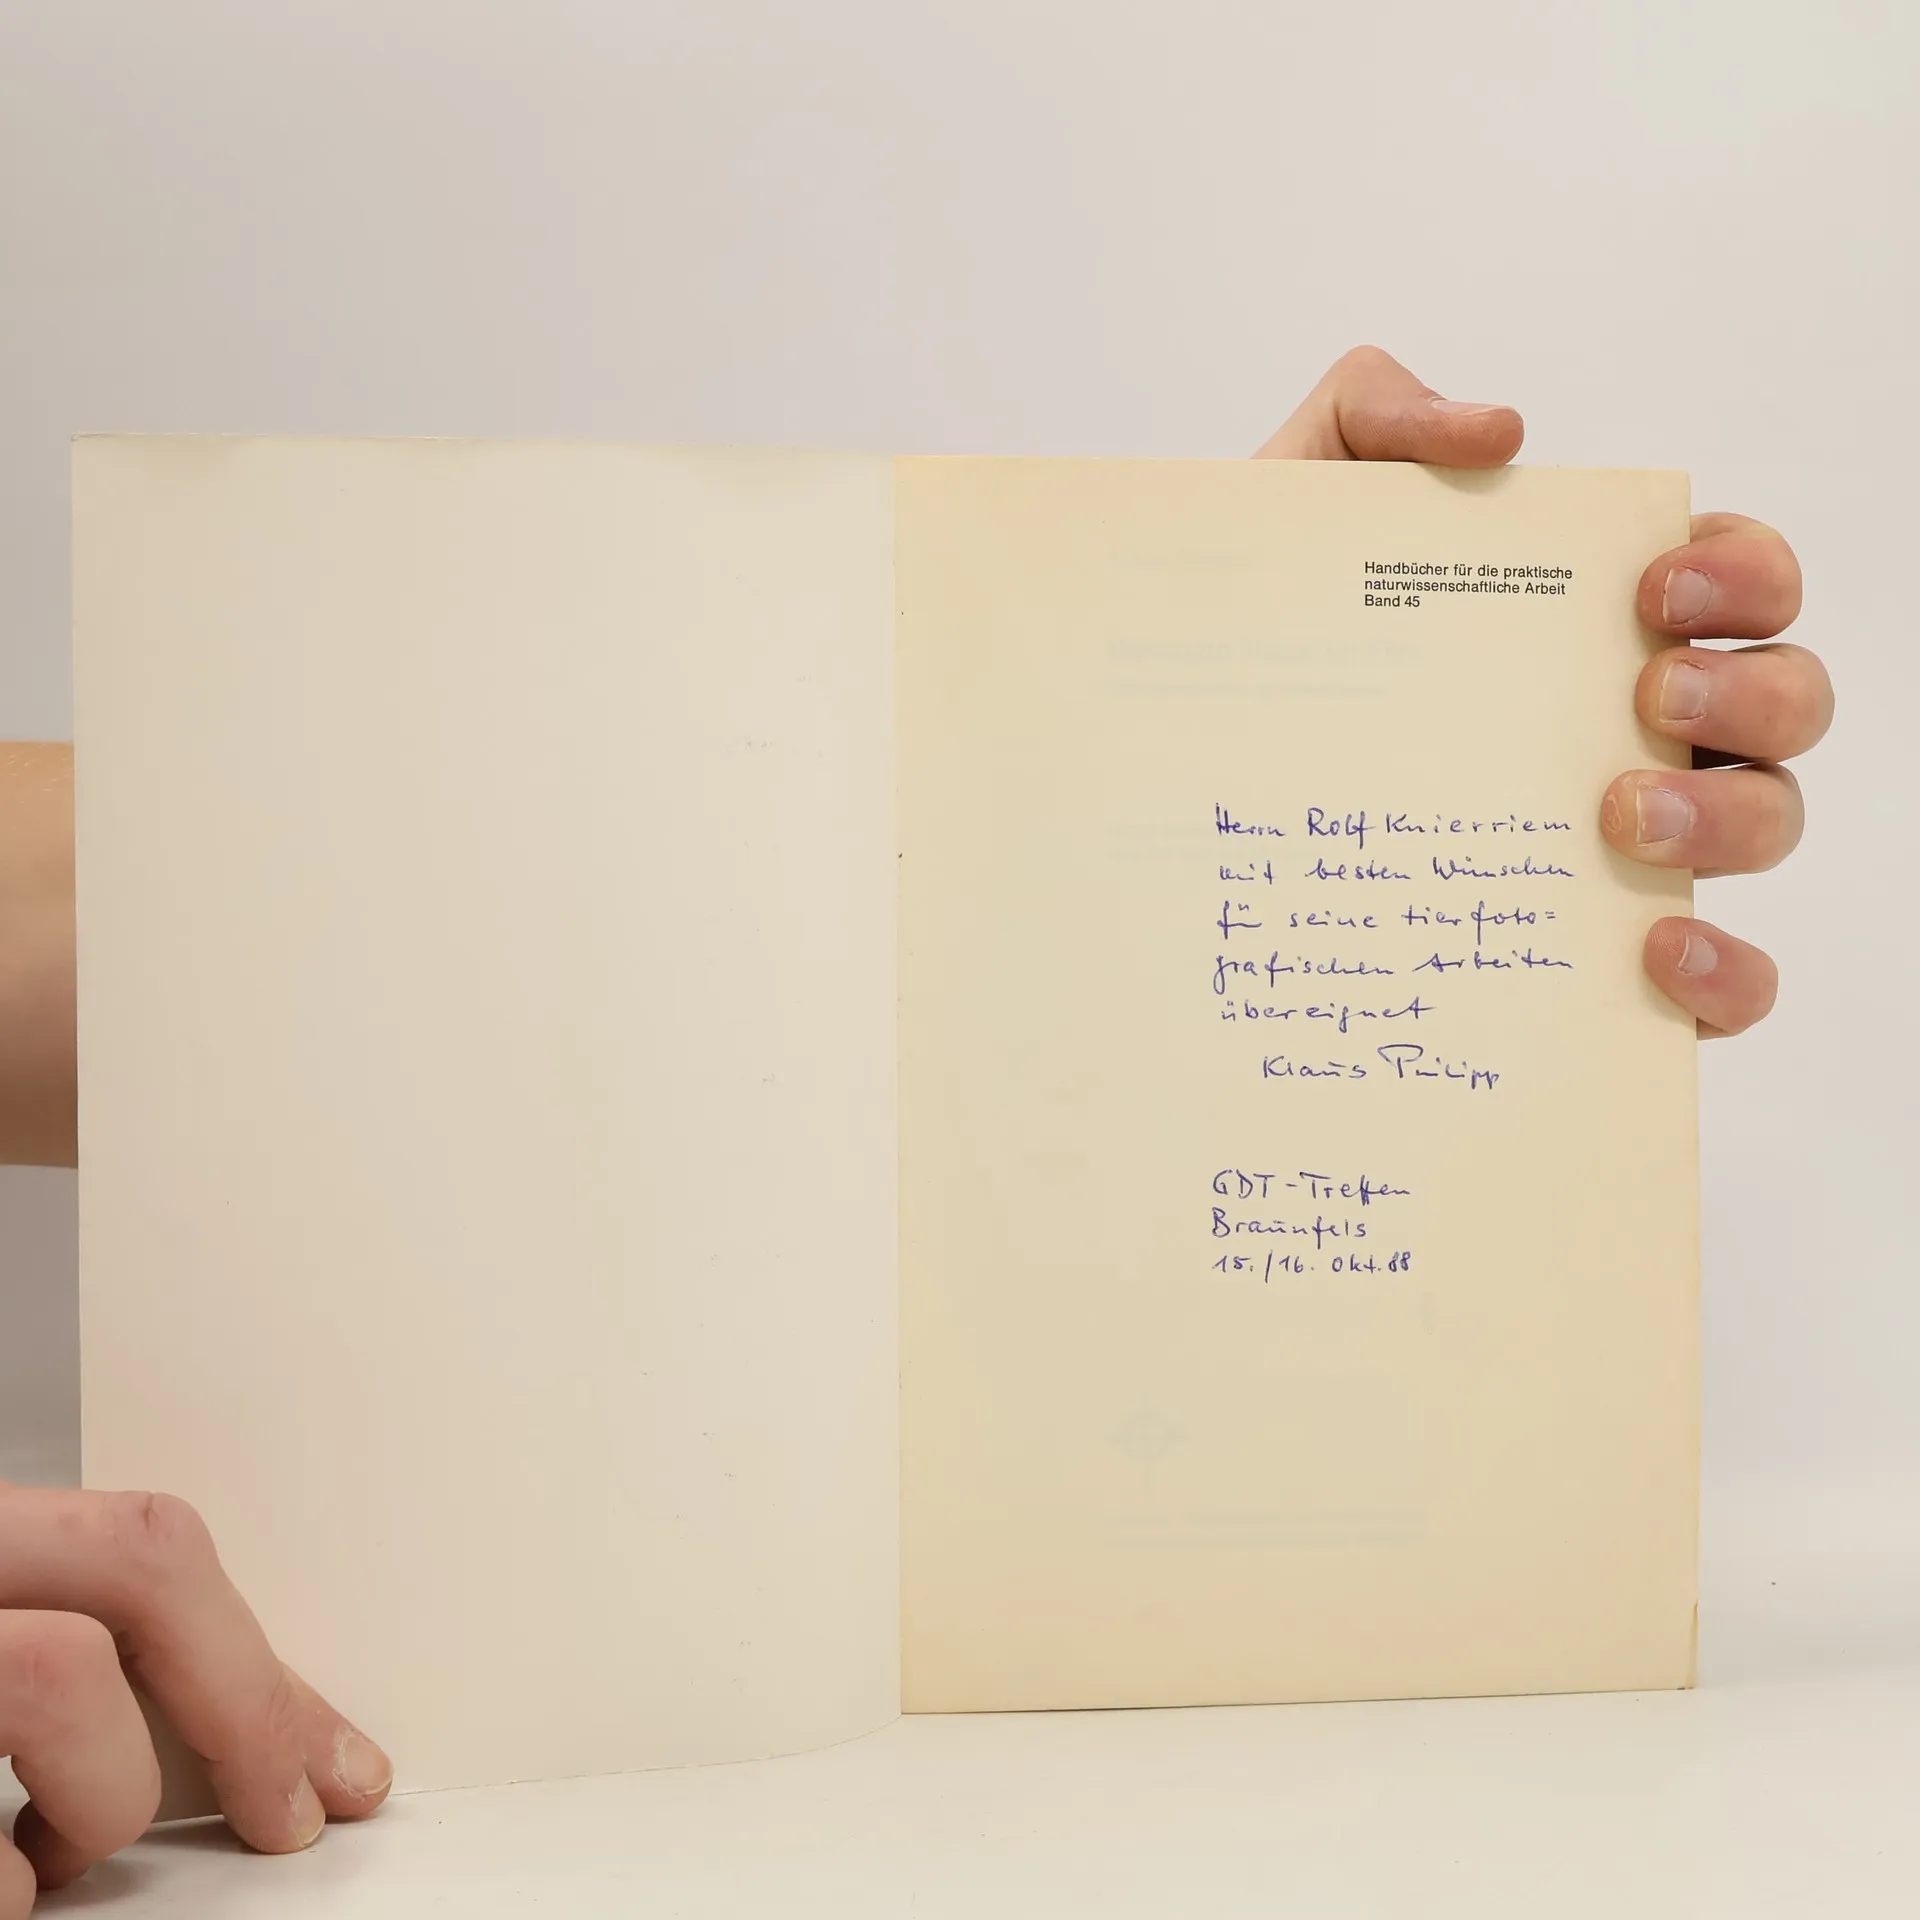 Handbücher für die praktische
naturwissenschaftliche Arbeit
Band 45
Herrn Rolf Knierriem
mit besten Wünschen
für seine tierfoto=
grafischen Arbeiten
übereignet
Klaus Philipp
GDT-Treffen
Braunfels
15./16. Okt. 88